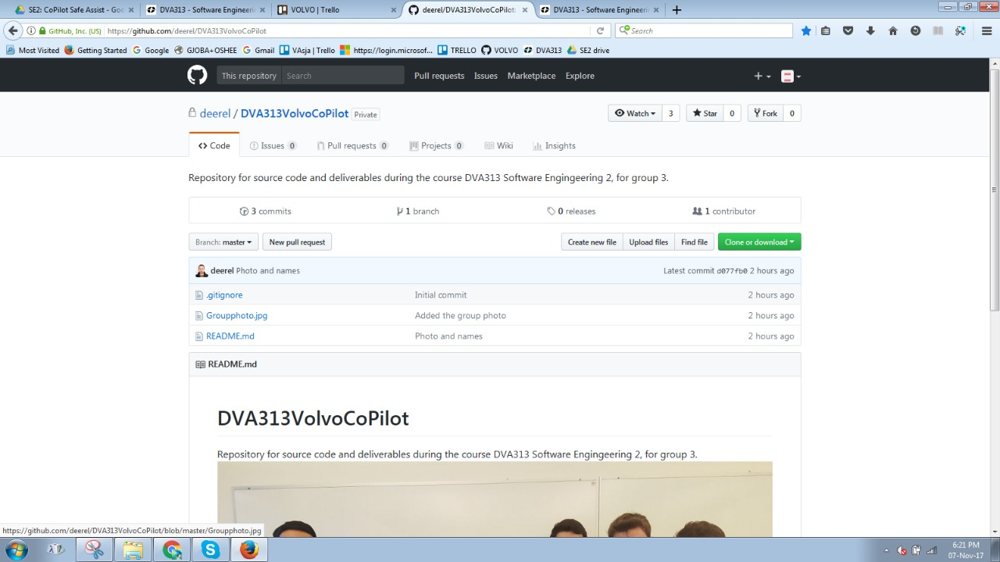 SE2: CoPilot Safe Assist - Goo
DVA313 - Software Engineerin
VOLVO | Trello
deerel/DVA313VolvoCoPilot:
DVA313 - Software Engineerin
GitHub, Inc. (US) https://github.com/deerel/DVA313VolvoCoPilot
Search
Most Visited Getting Started Google GJOBA+OSHEE Gmail VAsja | Trello https://login.microsof... TRELLO VOLVO DVA313 SE2 drive
This repository Search Pull requests Issues Marketplace Explore
deerel / DVA313VolvoCoPilot Private
Watch 3 Star 0 Fork 0
Code Issues 0 Pull requests 0 Projects 0 Wiki Insights
Repository for source code and deliverables during the course DVA313 Software Engingeering 2, for group 3.
3 commits 1 branch 0 releases 1 contributor
Branch: master New pull request Create new file Upload files Find file Clone or download
deerel Photo and names Latest commit d077fb0 2 hours ago
.gitignore Initial commit 2 hours ago
Groupphoto.jpg Added the group photo 2 hours ago
README.md Photo and names 2 hours ago
README.md
DVA313VolvoCoPilot
Repository for source code and deliverables during the course DVA313 Software Engingeering 2, for group 3.
https://github.com/deerel/DVA313VolvoCoPilot/blob/master/Groupphoto.jpg
6:21 PM
07-Nov-17